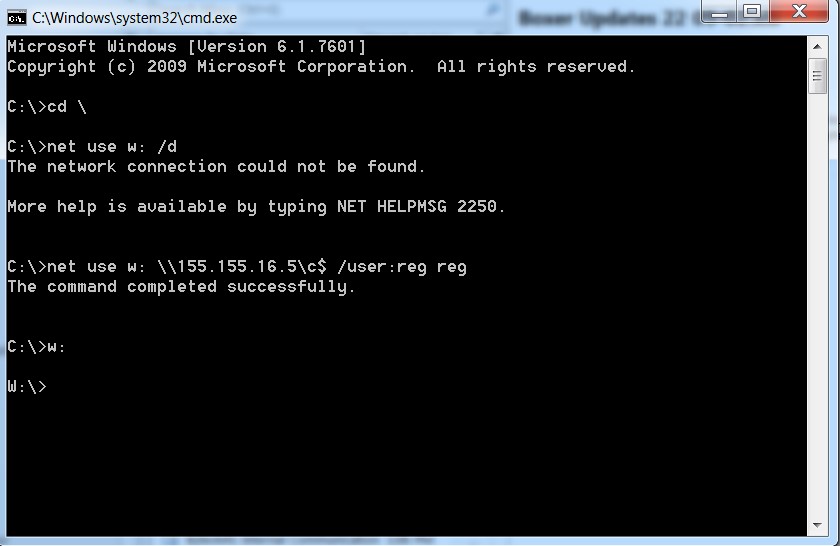 C:\Windows\system32\cmd.exe
Boxer Updates 22
Microsoft Windows [Version 6.1.7601]
Copyright (c) 2009 Microsoft Corporation.  All rights reserved.
C:\>cd \
C:\>net use w: /d
The network connection could not be found.
More help is available by typing NET HELPMSG 2250.
C:\>net use w: \\155.155.16.5\c$ /user:reg reg
The command completed successfully.
C:\>w:
W:\>